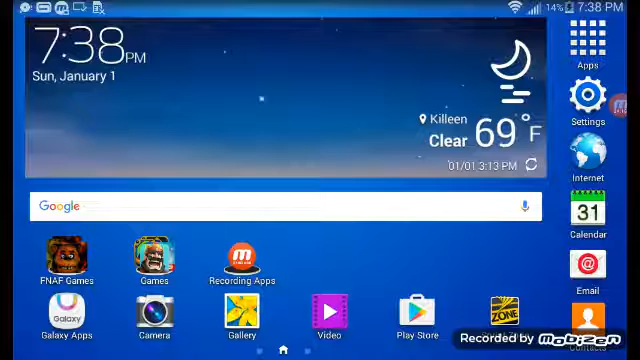 14% 7:38 PM
7:38PM
Sun, January 1
Killeen
Clear 69°F
01/01 3:13 PM
Google
Apps
Settings
Internet
31
Calendar
@
Email
FNAF Games
Games
Recording Apps
Galaxy
Galaxy Apps
Camera
Gallery
Video
Play Store
ZONE
Contacts
Recorded by Mobizen